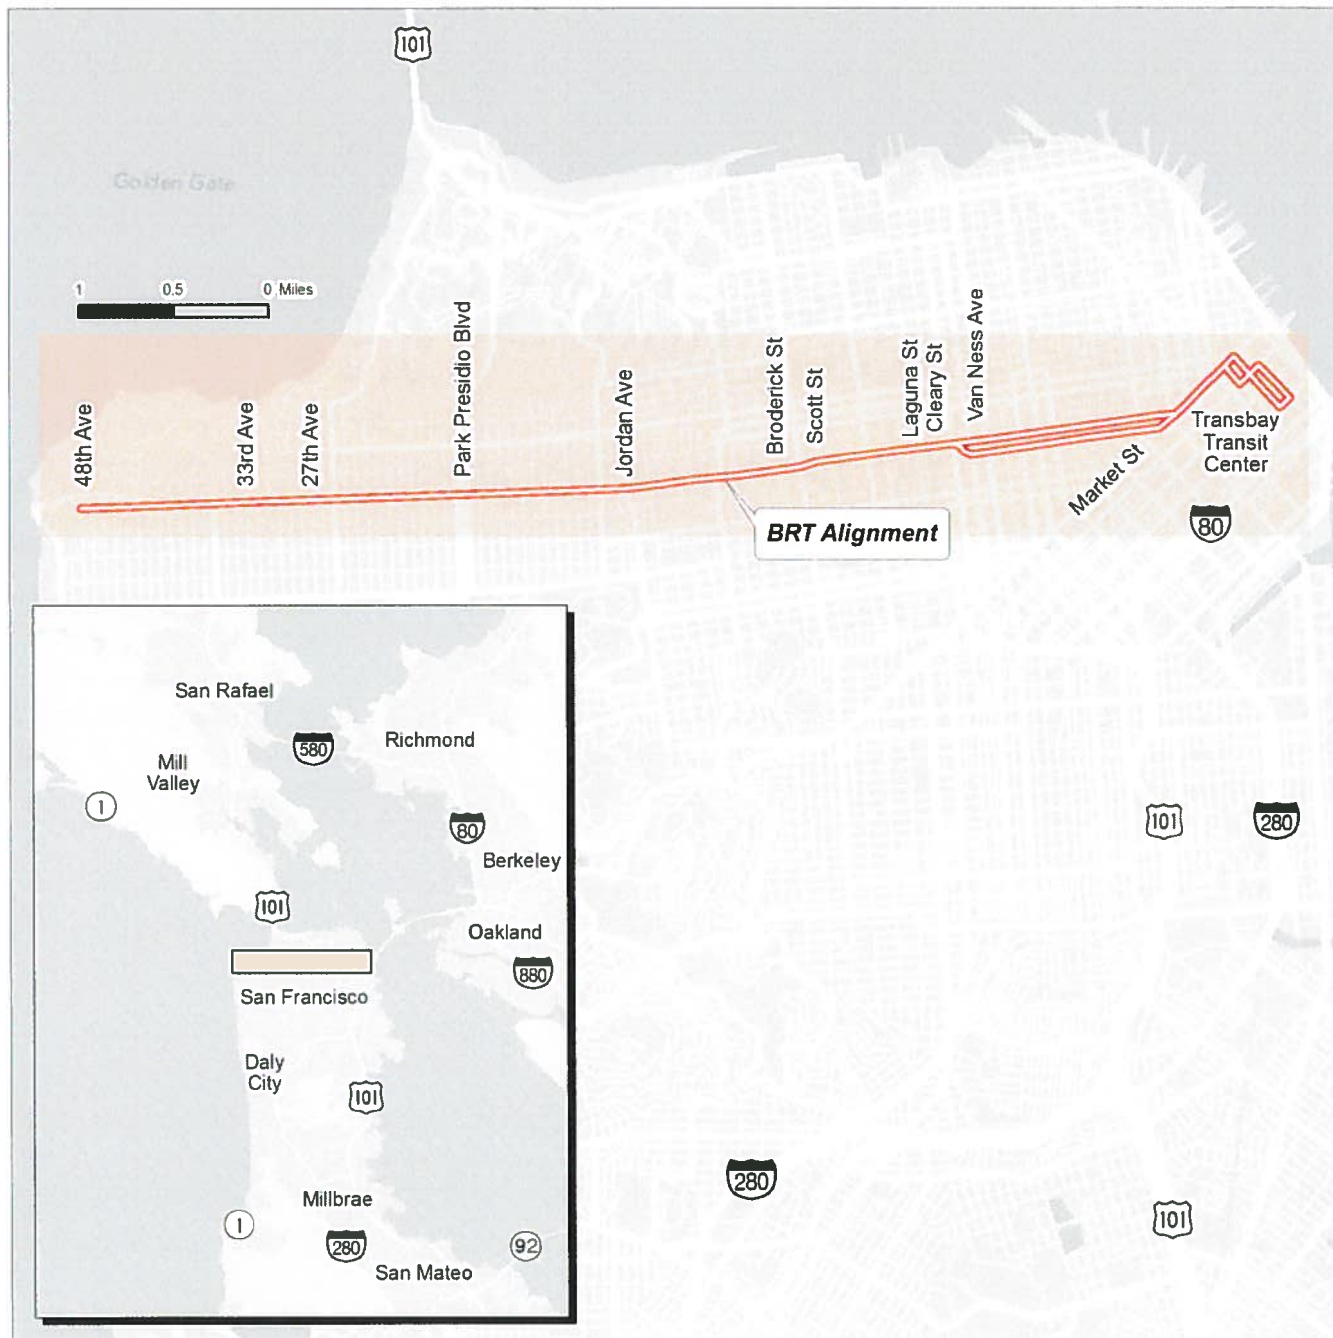 101
Golden Gate
1 0.5 0 Miles
48th Ave
33rd Ave
27th Ave
Park Presidio Blvd
Jordan Ave
Broderick St
Scott St
Laguna St
Cleary St
Van Ness Ave
Market St
Transbay
Transit
Center
80
BRT Alignment
San Rafael
580
Richmond
Mill
Valley
1
80
Berkeley
101
Oakland
880
San Francisco
Daly
City
101
Millbrae
1
280
92
San Mateo
101
280
280
101